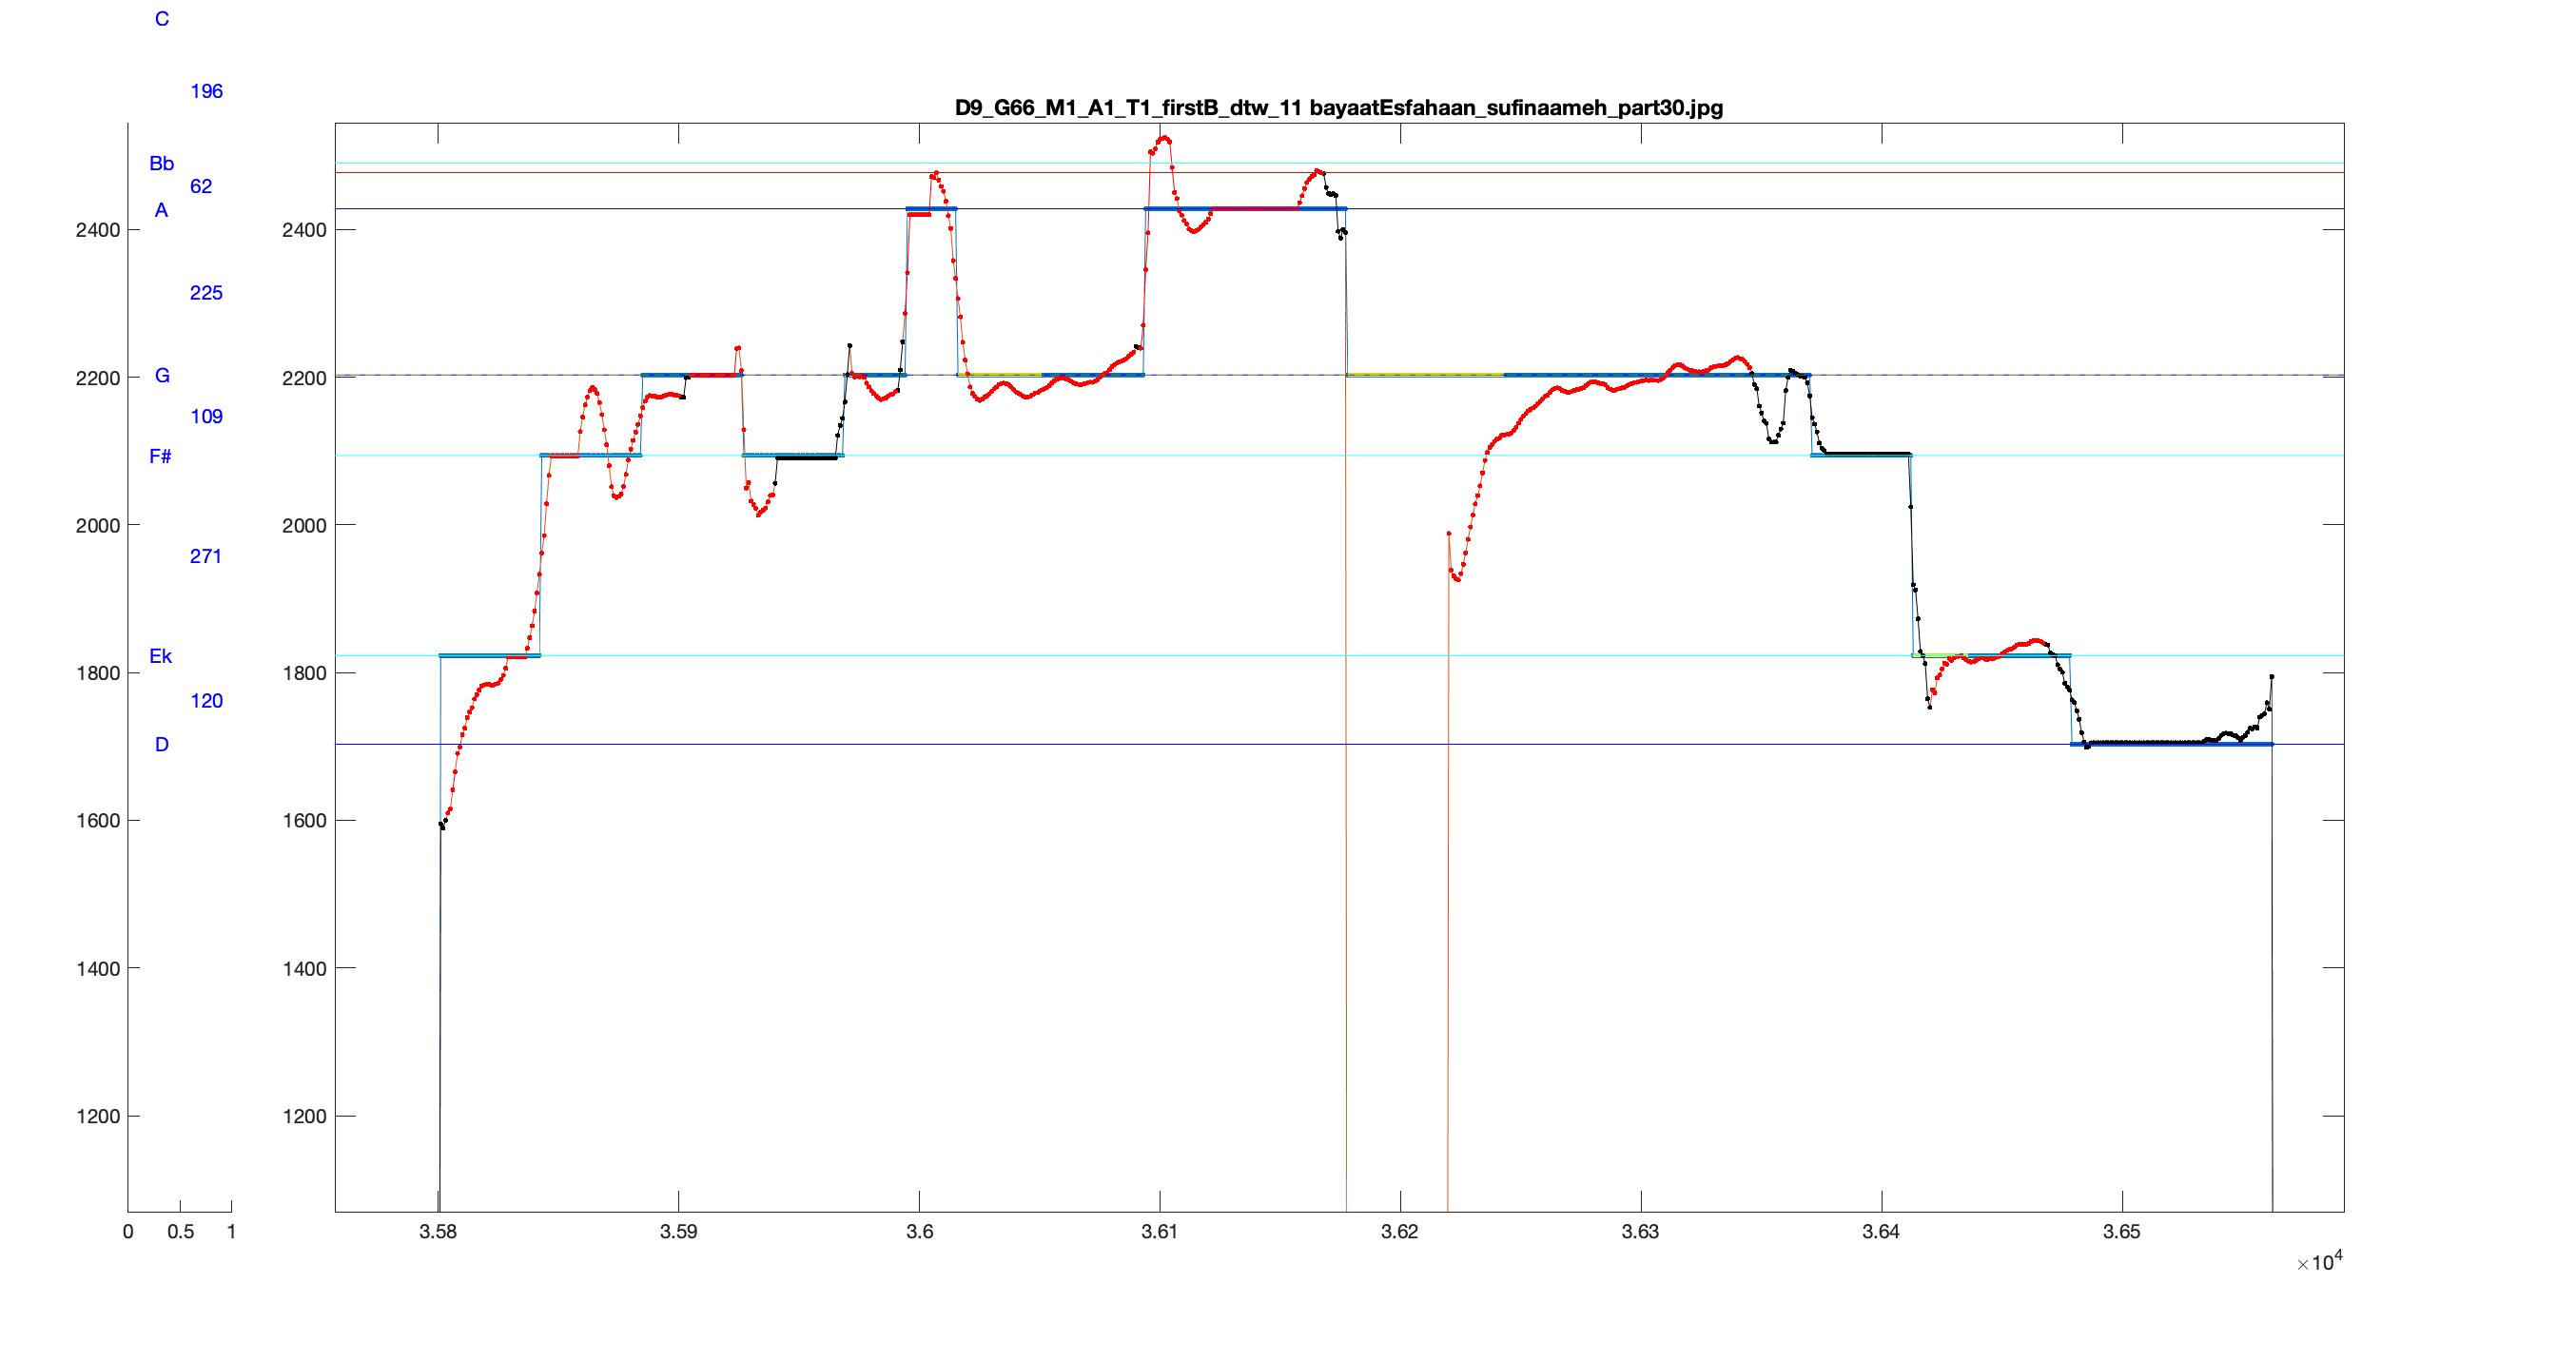 C
196
D9_G66_M1_A1_T1_firstB_dtw_11 bayaatEsfahaan_sufinaameh_part30.jpg
Bb
62
A
2400 2400
225
G
2200 2200
109
F#
2000 2000
271
Ek
1800 1800
120
D
1600 1600
1400 1400
1200 1200
0 0.5 1 3.58 3.59 3.6 3.61 3.62 3.63 3.64 3.65
×10^4